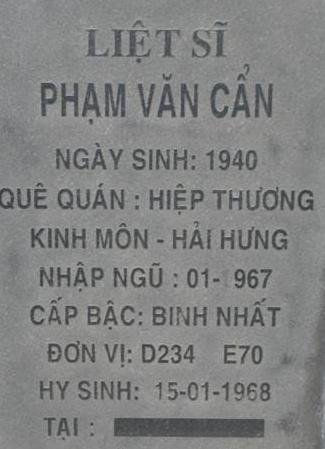 LIỆT SĨ
PHẠM VĂN CẨN
NGÀY SINH: 1940
QUÊ QUÁN : HIỆP THƯƠNG
KINH MÔN - HẢI HƯNG
NHẬP NGŨ : 01- 967
CẤP BẬC: BINH NHẤT
ĐƠN VỊ: D234 E70
HY SINH: 15-01-1968
TẠI :